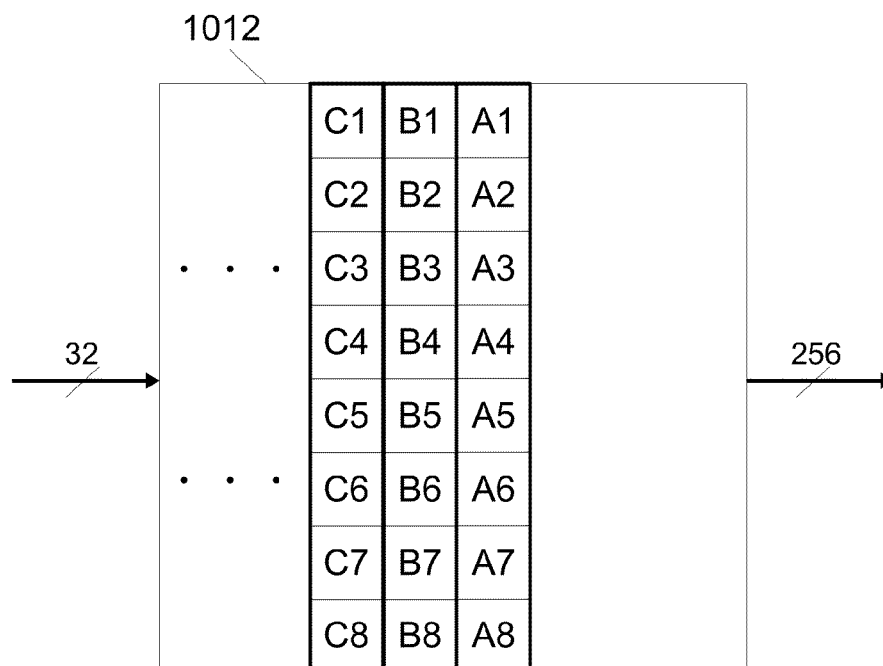 1012
C1 B1 A1
C2 B2 A2
. . . C3 B3 A3
C4 B4 A4
32 256
C5 B5 A5
. . . C6 B6 A6
C7 B7 A7
C8 B8 A8